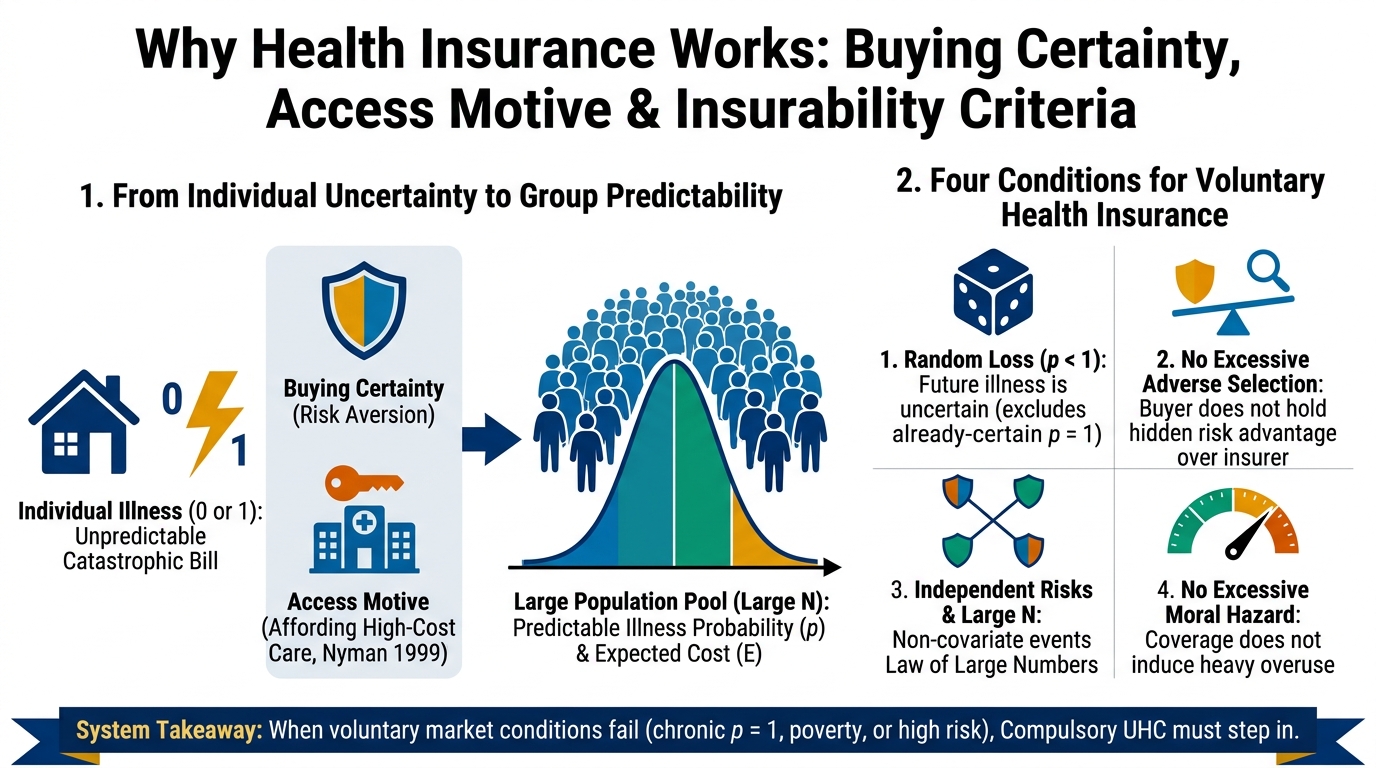 Why Health Insurance Works: Buying Certainty,
Access Motive & Insurability Criteria
1. From Individual Uncertainty to Group Predictability
0
1
Individual Illness (0 or 1):
Unpredictable
Catastrophic Bill
Buying Certainty
(Risk Aversion)
Access Motive
(Affording High-Cost
Care, Nyman 1999)
Large Population Pool (Large N):
Predictable Illness Probability (p)
& Expected Cost (E)
2. Four Conditions for Voluntary
Health Insurance
1. Random Loss (p < 1):
Future illness is
uncertain (excludes
already-certain p = 1)
2. No Excessive
Adverse Selection:
Buyer does not hold
hidden risk advantage
over insurer
3. Independent Risks
& Large N:
Non-covariate events
Law of Large Numbers
4. No Excessive
Moral Hazard:
Coverage does not
induce heavy overuse
System Takeaway: When voluntary market conditions fail (chronic p = 1, poverty, or high risk), Compulsory UHC must step in.